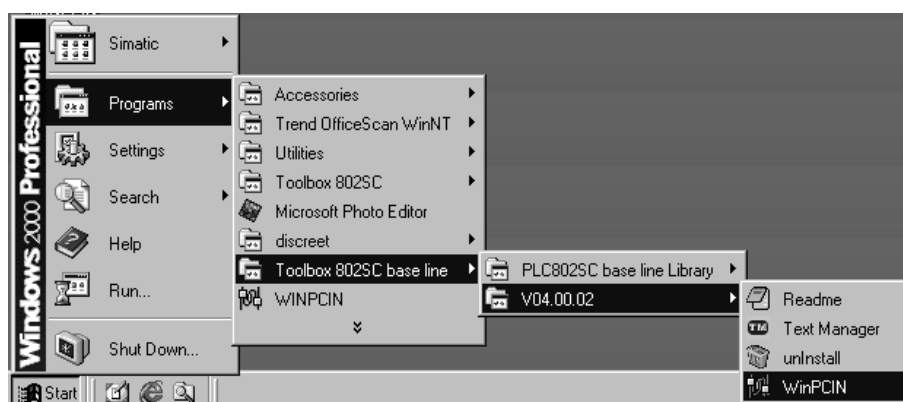 Windows 2000 Professional
Simatic
Programs
Settings
Search
Help
Run...
Shut Down...
Start
Accessories
Trend OfficeScan WinNT
Utilities
Toolbox 802SC
Microsoft Photo Editor
discreet
Toolbox 802SC base line
WINPCIN
PLC802SC base line Library
V04.00.02
Readme
Text Manager
unInstall
WinPCIN